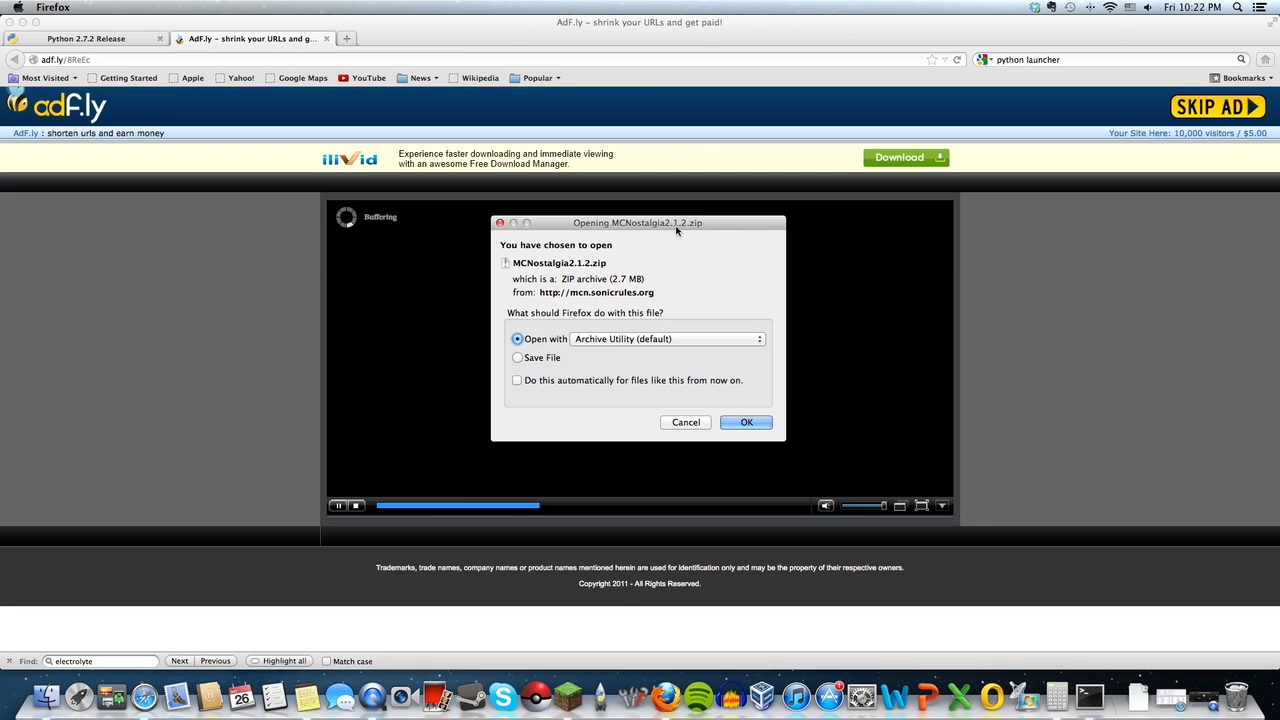 Firefox
Fri 10:22 PM
AdF.ly – shrink your URLs and get paid!
Python 2.7.2 Release
AdF.ly – shrink your URLs and g...
adf.ly/8ReEc
python launcher
Most Visited
Getting Started
Apple
Yahoo!
Google Maps
YouTube
News
Wikipedia
Popular
Bookmarks
adf.ly
SKIP AD
AdF.ly : shorten urls and earn money
Your Site Here: 10,000 visitors / $5.00
ilivid
Experience faster downloading and immediate viewing
with an awesome Free Download Manager.
Download
Buffering
Opening MCNostalgia2.1.2.zip
You have chosen to open
MCNostalgia2.1.2.zip
which is a: ZIP archive (2.7 MB)
from: http://mcn.sonicrules.org
What should Firefox do with this file?
Open with
Archive Utility (default)
Save File
Do this automatically for files like this from now on.
Cancel
OK
Trademarks, trade names, company names or product names mentioned herein are used for identification only and may be the property of their respective owners.
Copyright 2011 - All Rights Reserved.
Find:
electrolyte
Next
Previous
Highlight all
Match case
26